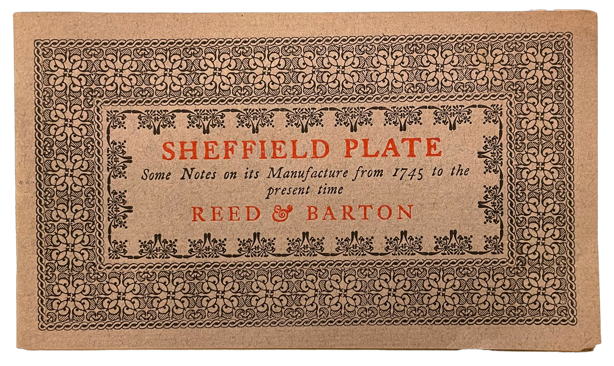 SHEFFIELD PLATE
Some Notes on its Manufacture from 1745 to the
present time
REED & BARTON